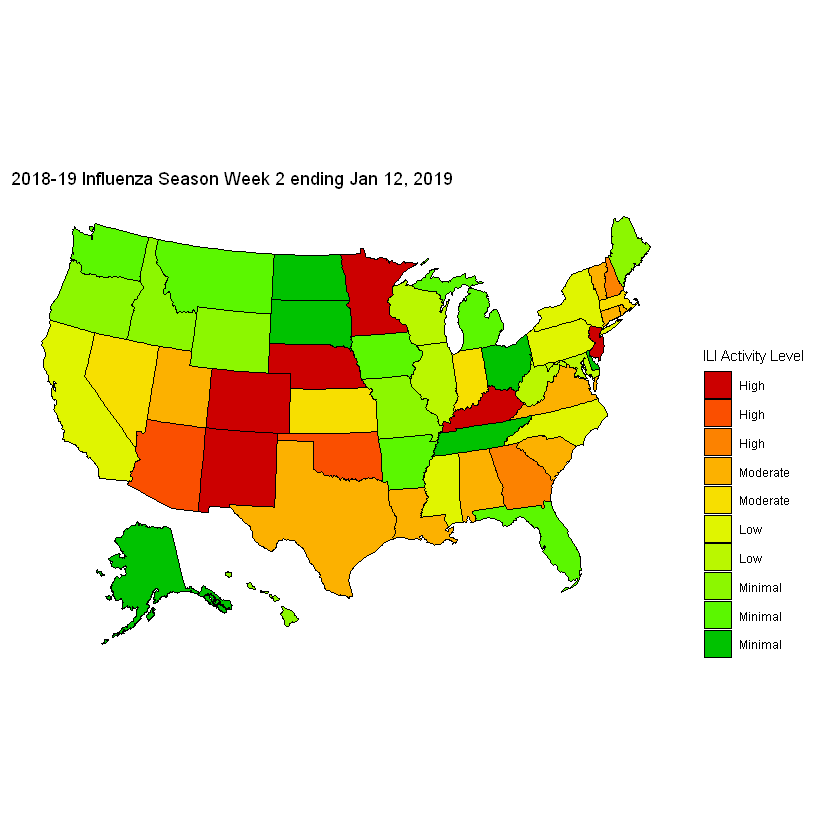 2018-19 Influenza Season Week 2 ending Jan 12, 2019
ILI Activity Level
High
High
High
Moderate
Moderate
Low
Low
Minimal
Minimal
Minimal